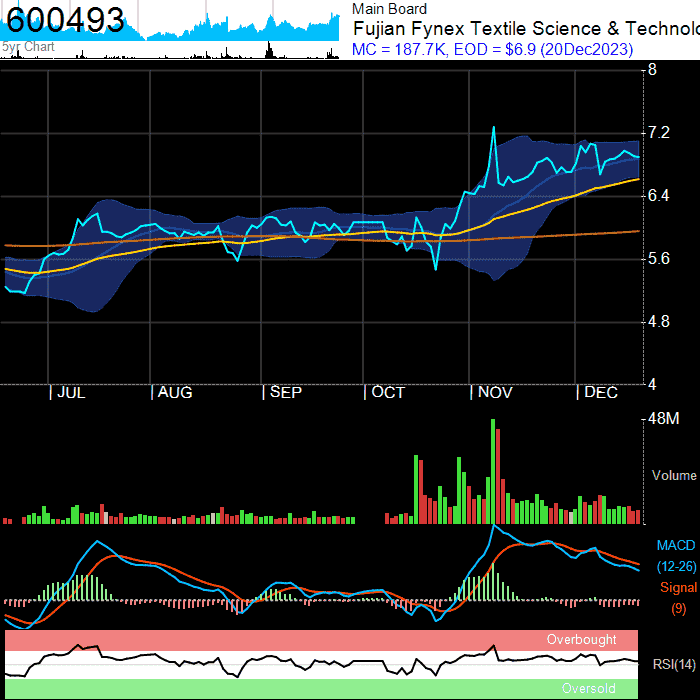 600493
5yr Chart
Main Board
Fujian Fynex Textile Science & Technolo
MC = 187.7K, EOD = $6.9 (20Dec2023)
8
7.2
6.4
5.6
4.8
4
| JUL | AUG | SEP | OCT | NOV | DEC
48M
Volume
MACD
(12-26)
Signal
(9)
Overbought
RSI(14)
Oversold